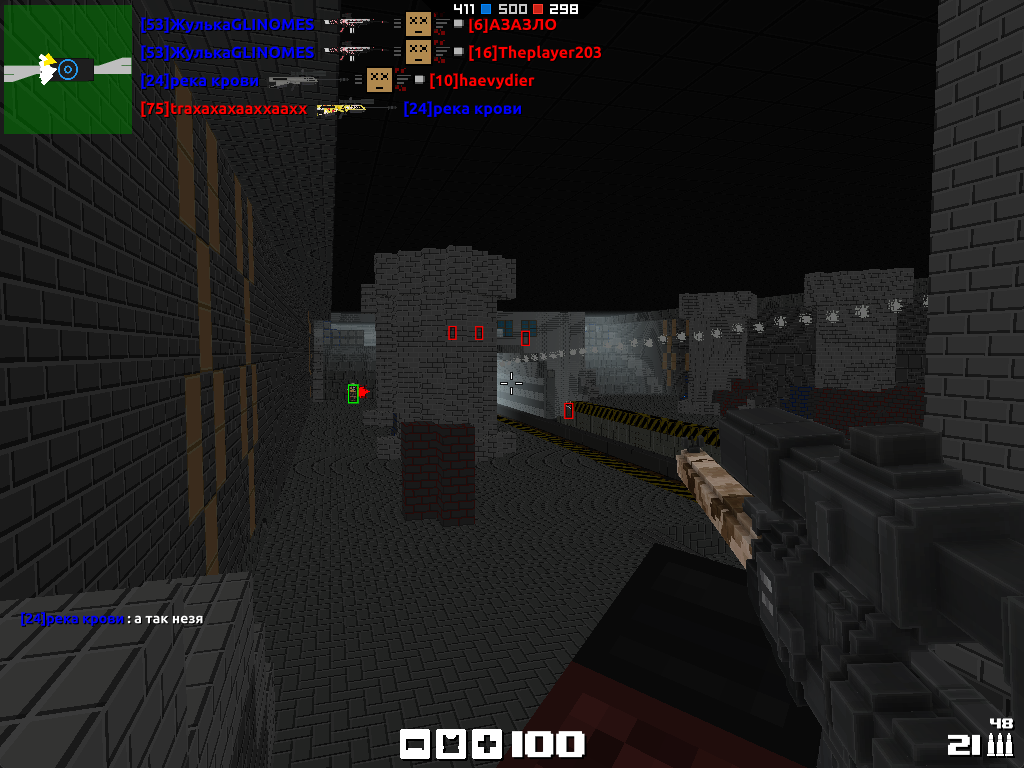 411 500 298
[53]ЖулькаGLINOMES [6]АЗАЗЛО
[53]ЖулькаGLINOMES [16]Theplayer203
[24]река крови [10]haevydier
[75]traxaxaxaaxxaaxx [24]река крови
[24]река крови : а так незя
100
48
21